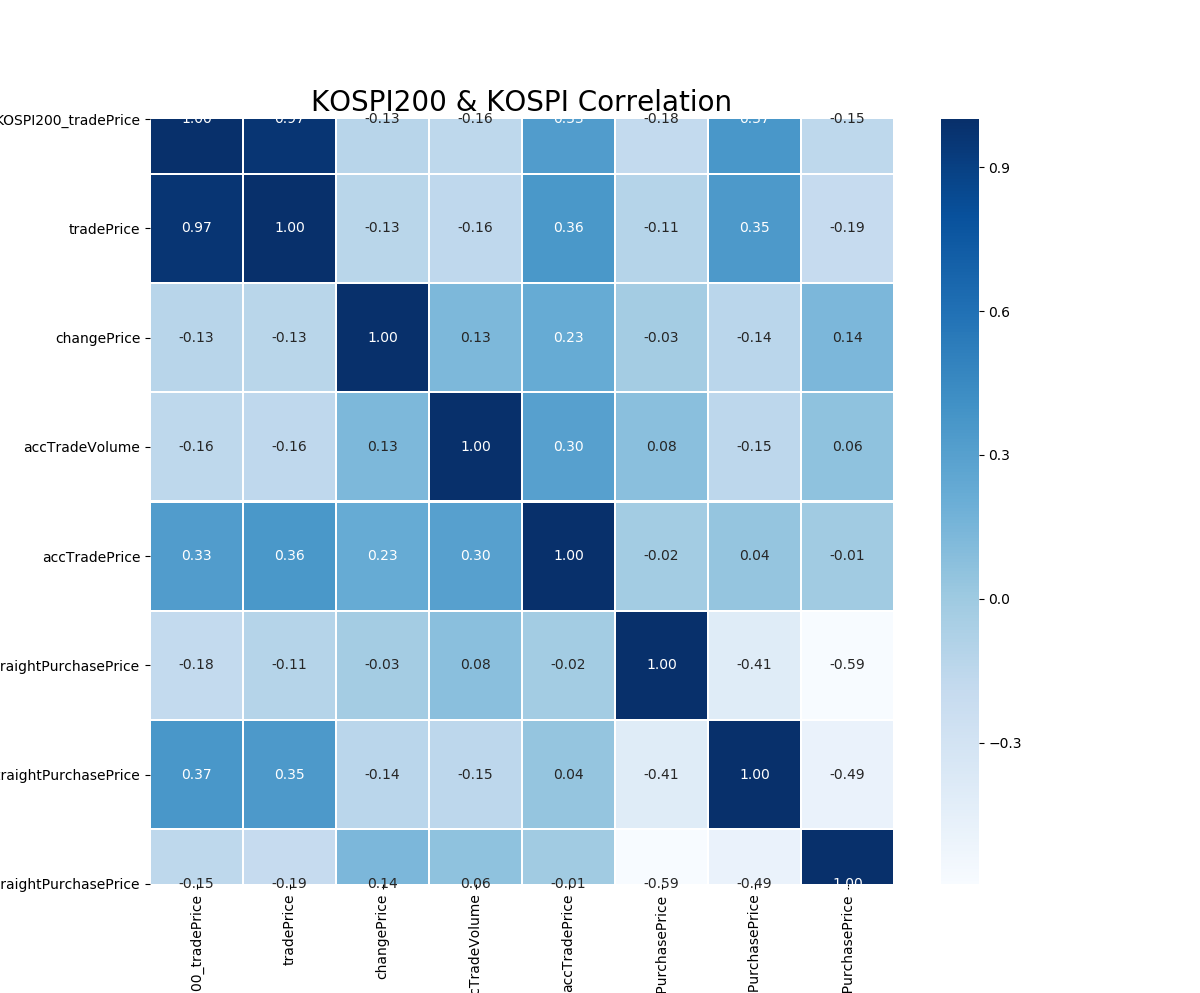 KOSPI200 & KOSPI Correlation
KOSPI200_tradePrice 1.00 0.97 -0.13 -0.16 0.33 -0.18 0.37 -0.15
tradePrice 0.97 1.00 -0.13 -0.16 0.36 -0.11 0.35 -0.19
changePrice -0.13 -0.13 1.00 0.13 0.23 -0.03 -0.14 0.14
accTradeVolume -0.16 -0.16 0.13 1.00 0.30 0.08 -0.15 0.06
accTradePrice 0.33 0.36 0.23 0.30 1.00 -0.02 0.04 -0.01
raightPurchasePrice -0.18 -0.11 -0.03 0.08 -0.02 1.00 -0.41 -0.59
raightPurchasePrice 0.37 0.35 -0.14 -0.15 0.04 -0.41 1.00 -0.49
raightPurchasePrice -0.15 -0.19 0.14 0.06 -0.01 -0.59 -0.49 1.00
00_tradePrice
tradePrice
changePrice
cTradeVolume
accTradePrice
PurchasePrice
PurchasePrice
PurchasePrice
0.9
0.6
0.3
0.0
−0.3